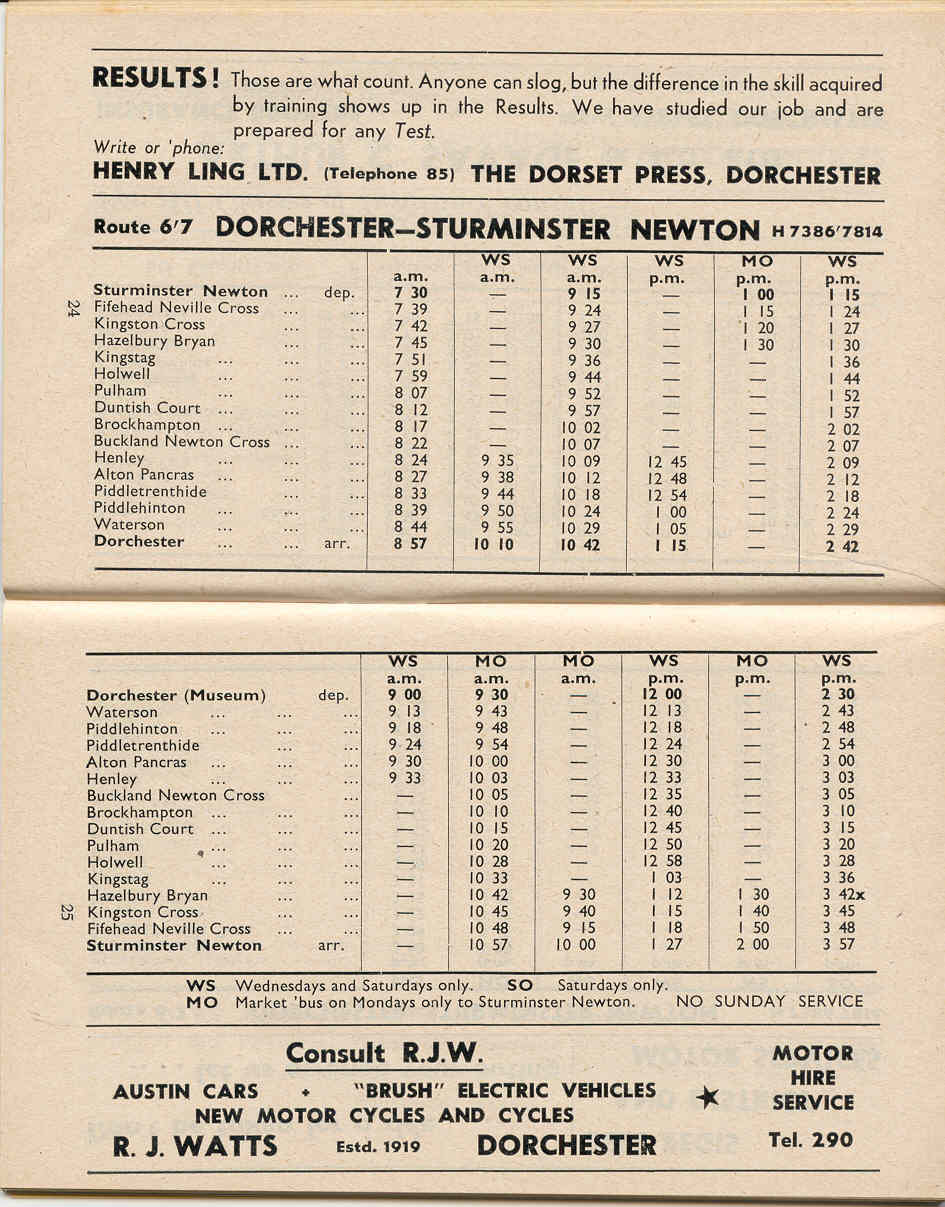 RESULTS! Those are what count. Anyone can slog, but the difference in the skill acquired
by training shows up in the Results. We have studied our job and are
prepared for any Test.
Write or 'phone:
HENRY LING LTD. (Telephone 85) THE DORSET PRESS, DORCHESTER
Route 6'7 DORCHESTER—STURMINSTER NEWTON H 7386'7814
WS WS WS MO WS
a.m. a.m. a.m. p.m. p.m. p.m.
Sturminster Newton ... dep. 7 30 — 9 15 — 1 00 1 15
Fifehead Neville Cross ... ... 7 39 — 9 24 — 1 15 1 24
Kingston Cross ... ... 7 42 — 9 27 — 1 20 1 27
Hazelbury Bryan ... ... 7 45 — 9 30 — 1 30 1 30
Kingstag ... ... ... 7 51 — 9 36 — — 1 36
Holwell ... ... ... 7 59 — 9 44 — — 1 44
Pulham ... ... ... 8 07 — 9 52 — — 1 52
Duntish Court ... ... ... 8 12 — 9 57 — — 1 57
Brockhampton ... ... ... 8 17 — 10 02 — — 2 02
Buckland Newton Cross ... ... 8 22 — 10 07 — — 2 07
Henley ... ... ... 8 24 9 35 10 09 12 45 — 2 09
Alton Pancras ... ... ... 8 27 9 38 10 12 12 48 — 2 12
Piddletrenthide ... ... 8 33 9 44 10 18 12 54 — 2 18
Piddlehinton ... ... ... 8 39 9 50 10 24 1 00 — 2 24
Waterson ... ... ... 8 44 9 55 10 29 1 05 — 2 29
Dorchester ... ... arr. 8 57 10 10 10 42 1 15 — 2 42
24
WS MO MO WS MO WS
a.m. a.m. a.m. p.m. p.m. p.m.
Dorchester (Museum) dep. 9 00 9 30 — 12 00 — 2 30
Waterson ... ... ... 9 13 9 43 — 12 13 — 2 43
Piddlehinton ... ... ... 9 18 9 48 — 12 18 — 2 48
Piddletrenthide ... ... 9 24 9 54 — 12 24 — 2 54
Alton Pancras ... ... ... 9 30 10 00 — 12 30 — 3 00
Henley ... ... ... 9 33 10 03 — 12 33 — 3 03
Buckland Newton Cross ... — 10 05 — 12 35 — 3 05
Brockhampton ... ... ... — 10 10 — 12 40 — 3 10
Duntish Court ... ... ... — 10 15 — 12 45 — 3 15
Pulham ... ... ... — 10 20 — 12 50 — 3 20
Holwell ... ... ... — 10 28 — 12 58 — 3 28
Kingstag ... ... ... — 10 33 — 1 03 — 3 36
Hazelbury Bryan ... ... — 10 42 9 30 1 12 1 30 3 42x
Kingston Cross ... ... — 10 45 9 40 1 15 1 40 3 45
Fifehead Neville Cross ... ... — 10 48 9 15 1 18 1 50 3 48
Sturminster Newton arr. — 10 57 10 00 1 27 2 00 3 57
25
WS Wednesdays and Saturdays only. SO Saturdays only.
MO Market 'bus on Mondays only to Sturminster Newton. NO SUNDAY SERVICE
Consult R.J.W.
AUSTIN CARS • "BRUSH" ELECTRIC VEHICLES
NEW MOTOR CYCLES AND CYCLES
R. J. WATTS Estd. 1919 DORCHESTER
★
MOTOR
HIRE
SERVICE
Tel. 290